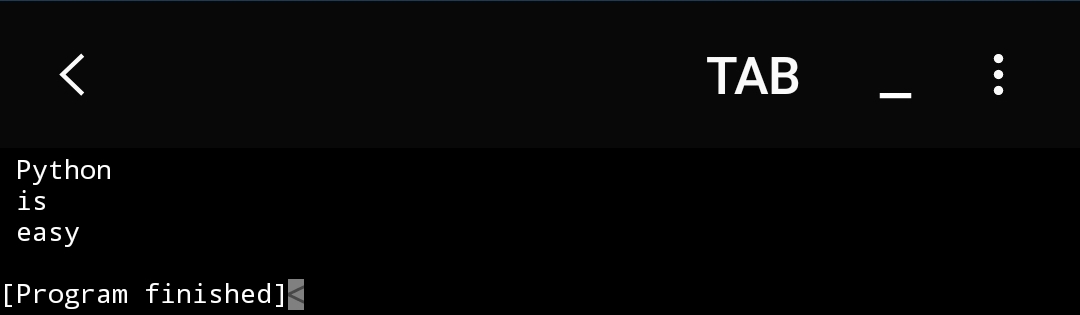 TAB _
Python
is
easy
[Program finished]<